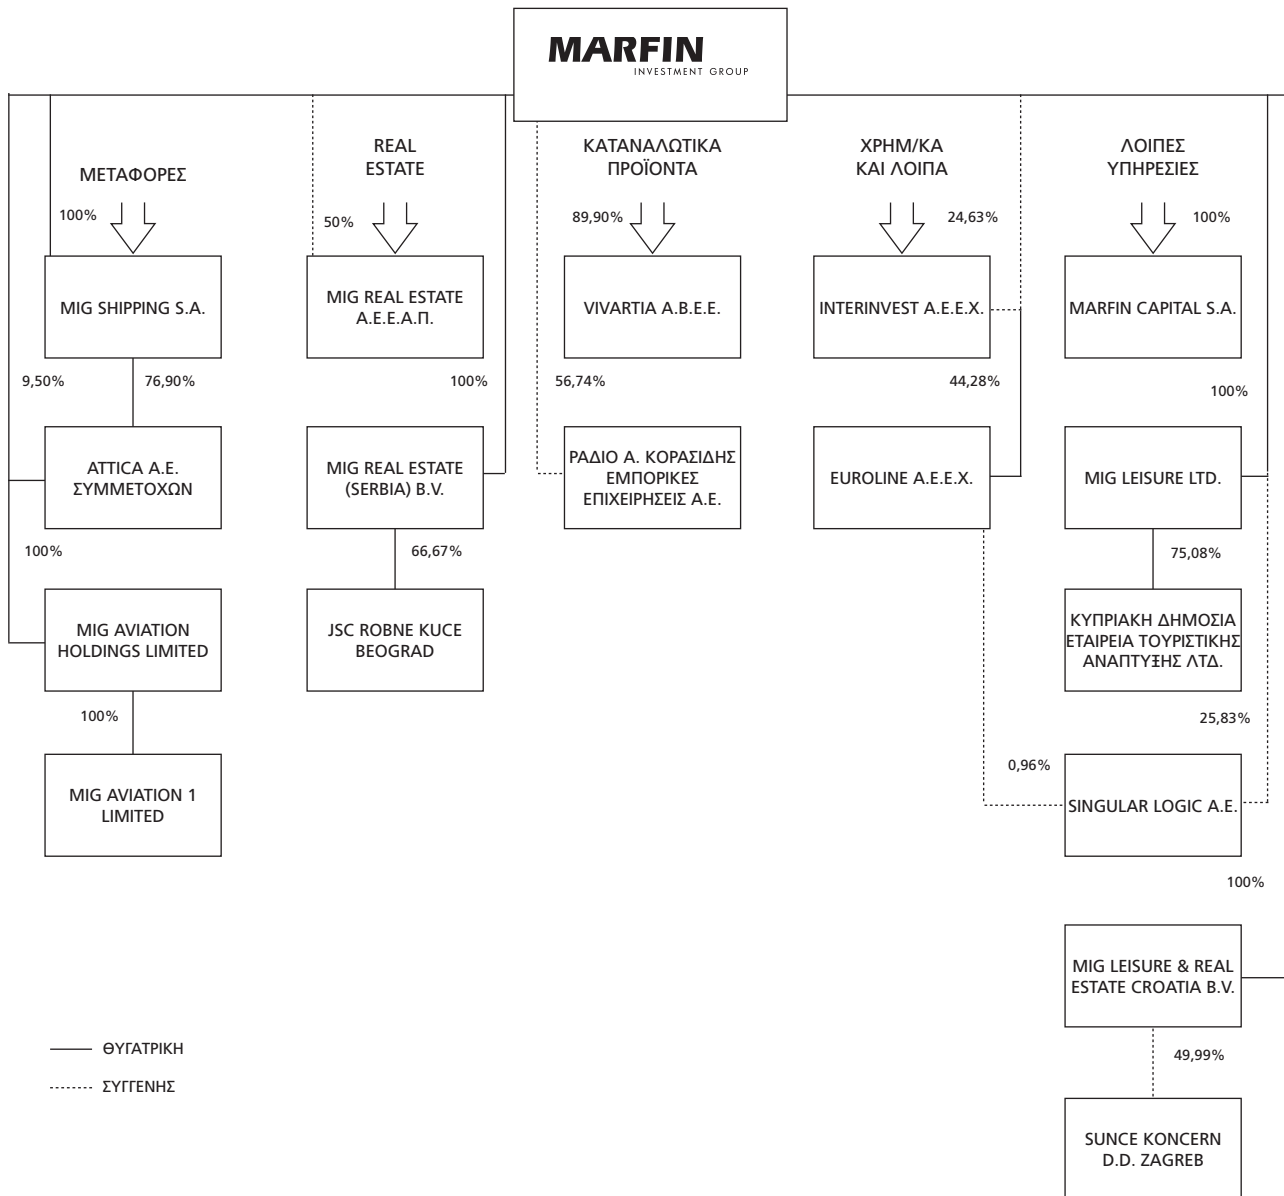 MARFIN
INVESTMENT GROUP
ΜΕΤΑΦΟΡΕΣ
100%
MIG SHIPPING S.A.
9,50%
76,90%
ATTICA A.E.
ΣΥΜΜΕΤΟΧΩΝ
100%
MIG AVIATION
HOLDINGS LIMITED
100%
MIG AVIATION 1
LIMITED
REAL
ESTATE
50%
MIG REAL ESTATE
Α.Ε.Ε.Α.Π.
100%
MIG REAL ESTATE
(SERBIA) B.V.
66,67%
JSC ROBNE KUCE
BEOGRAD
ΚΑΤΑΝΑΛΩΤΙΚΑ
ΠΡΟΪΟΝΤΑ
89,90%
VIVARTIA A.B.E.E.
56,74%
ΡΑΔΙΟ Α. ΚΟΡΑΣΙΔΗΣ
ΕΜΠΟΡΙΚΕΣ
ΕΠΙΧΕΙΡΗΣΕΙΣ Α.Ε.
ΧΡΗΜ/ΚΑ
ΚΑΙ ΛΟΙΠΑ
24,63%
INTERINVEST Α.Ε.Ε.Χ.
44,28%
EUROLINE Α.Ε.Ε.Χ.
ΛΟΙΠΕΣ
ΥΠΗΡΕΣΙΕΣ
100%
MARFIN CAPITAL S.A.
100%
MIG LEISURE LTD.
75,08%
ΚΥΠΡΙΑΚΗ ΔΗΜΟΣΙΑ
ΕΤΑΙΡΕΙΑ ΤΟΥΡΙΣΤΙΚΗΣ
ΑΝΑΠΤΥΞΗΣ ΛΤΔ.
25,83%
0,96%
SINGULAR LOGIC A.E.
100%
MIG LEISURE & REAL
ESTATE CROATIA B.V.
49,99%
SUNCE KONCERN
D.D. ZAGREB
ΘΥΓΑΤΡΙΚΗ
ΣΥΓΓΕΝΗΣ